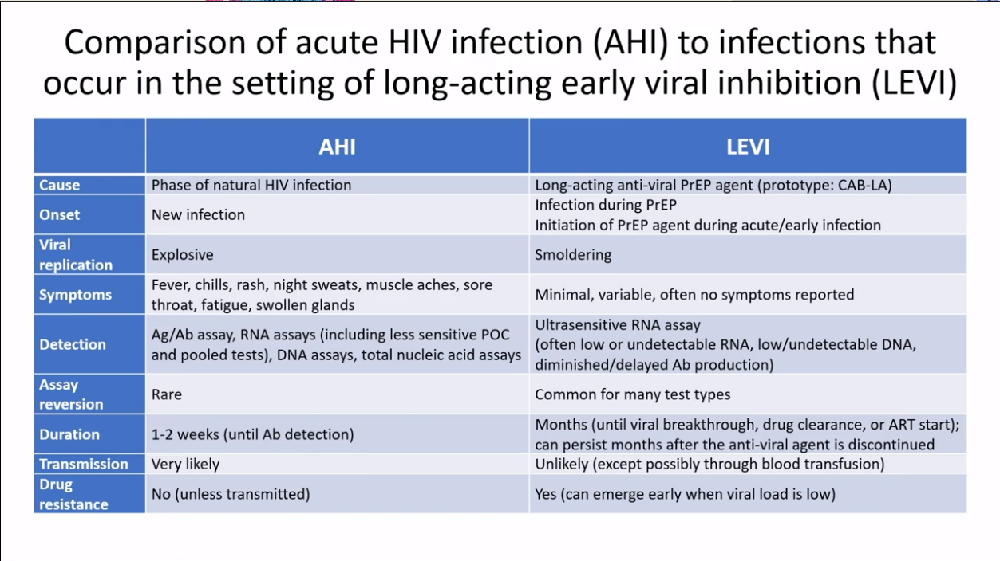 Comparison of acute HIV infection (AHI) to infections that
occur in the setting of long-acting early viral inhibition (LEVI)
AHI
LEVI
Cause
Phase of natural HIV infection
Long-acting anti-viral PrEP agent (prototype: CAB-LA)
Onset
New infection
Infection during PrEP
Initiation of PrEP agent during acute/early infection
Viral
replication
Explosive
Smoldering
Symptoms
Fever, chills, rash, night sweats, muscle aches, sore
throat, fatigue, swollen glands
Minimal, variable, often no symptoms reported
Detection
Ag/Ab assay, RNA assays (including less sensitive POC
and pooled tests), DNA assays, total nucleic acid assays
Ultrasensitive RNA assay
(often low or undetectable RNA, low/undetectable DNA,
diminished/delayed Ab production)
Assay
reversion
Rare
Common for many test types
Duration
1-2 weeks (until Ab detection)
Months (until viral breakthrough, drug clearance, or ART start);
can persist months after the anti-viral agent is discontinued
Transmission
Very likely
Unlikely (except possibly through blood transfusion)
Drug
resistance
No (unless transmitted)
Yes (can emerge early when viral load is low)